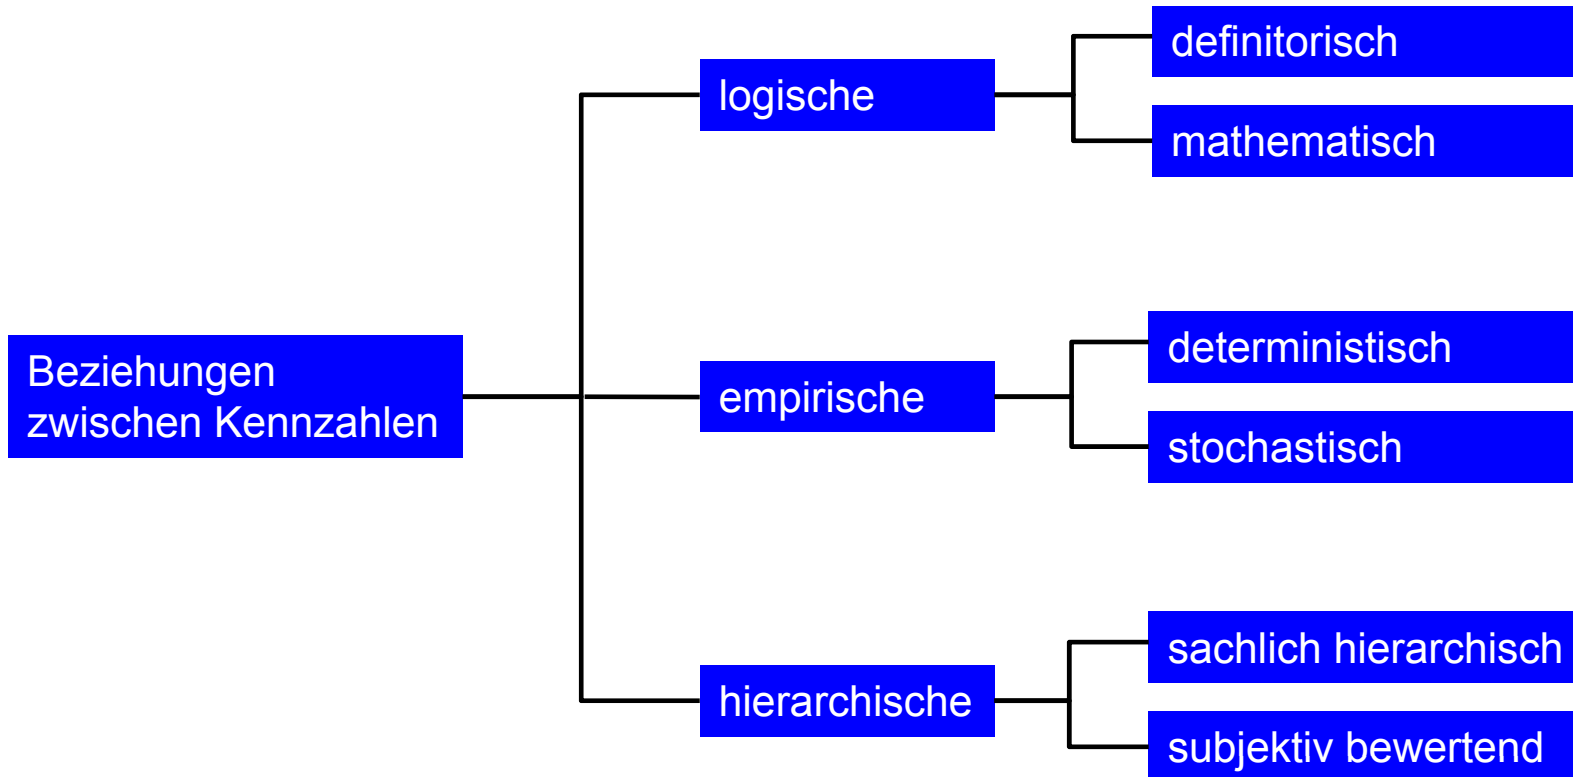 Beziehungen
zwischen Kennzahlen
logische
definitorisch
mathematisch
empirische
deterministisch
stochastisch
hierarchische
sachlich hierarchisch
subjektiv bewertend